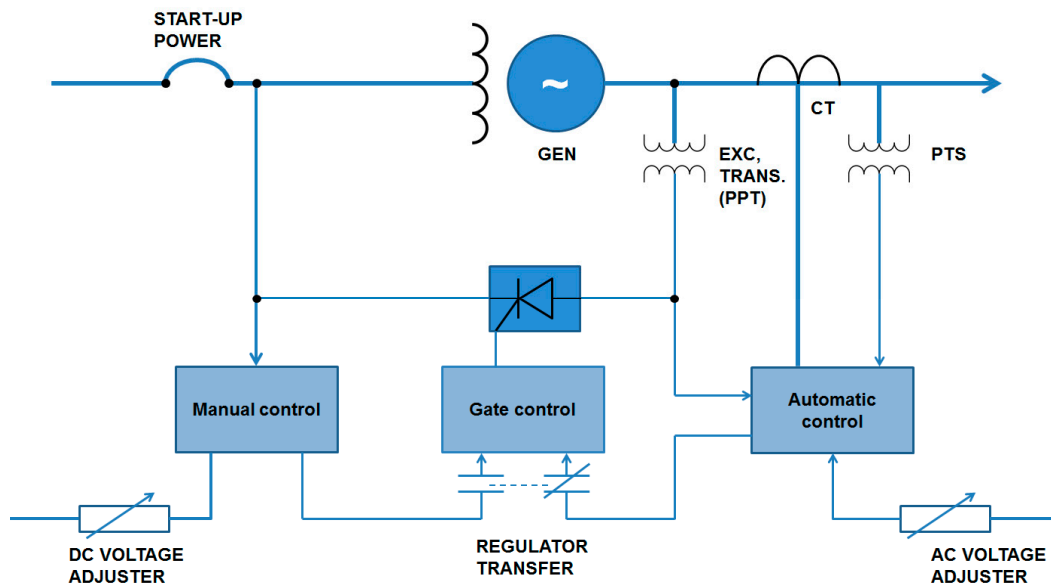 START-UP
POWER
~
GEN
CT
EXC,
TRANS.
(PPT)
PTS
Manual control
Gate control
Automatic
control
DC VOLTAGE
ADJUSTER
REGULATOR
TRANSFER
AC VOLTAGE
ADJUSTER